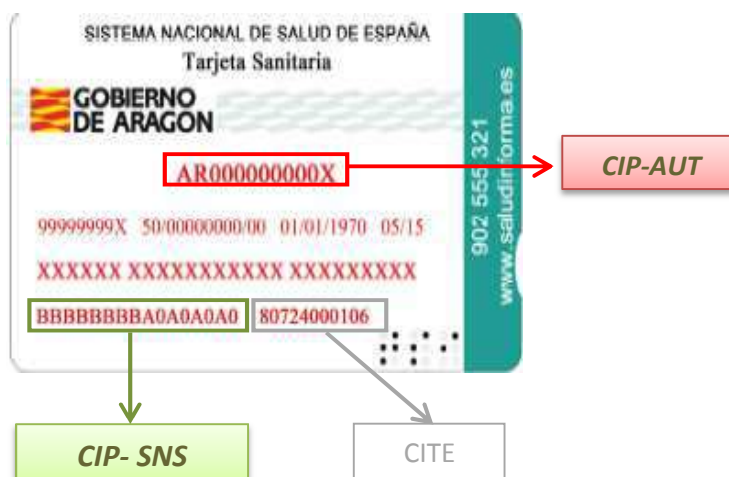 SISTEMA NACIONAL DE SALUD DE ESPAÑA
Tarjeta Sanitaria
GOBIERNO
DE ARAGON
AR000000000X
CIP-AUT
99999999X 50/00000000/00 01/01/1970 05/15
XXXXXX XXXXXXXXXXX XXXXXXXXX
BBBBBBBBA0A0A0A0 80724000106
902 555 321
www.saludinforma.es
CIP- SNS
CITE